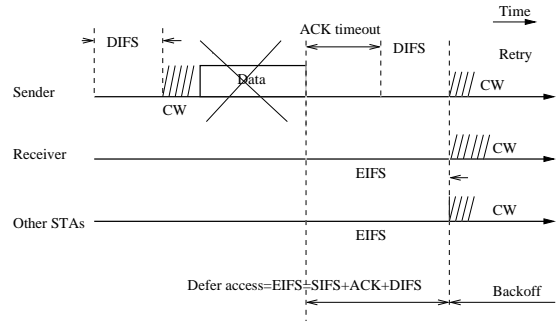 Time
ACK timeout
DIFS
DIFS
Retry
Sender
Data
CW
CW
Receiver
CW
EIFS
Other STAs
CW
EIFS
Defer access=EIFS=SIFS+ACK+DIFS
Backoff